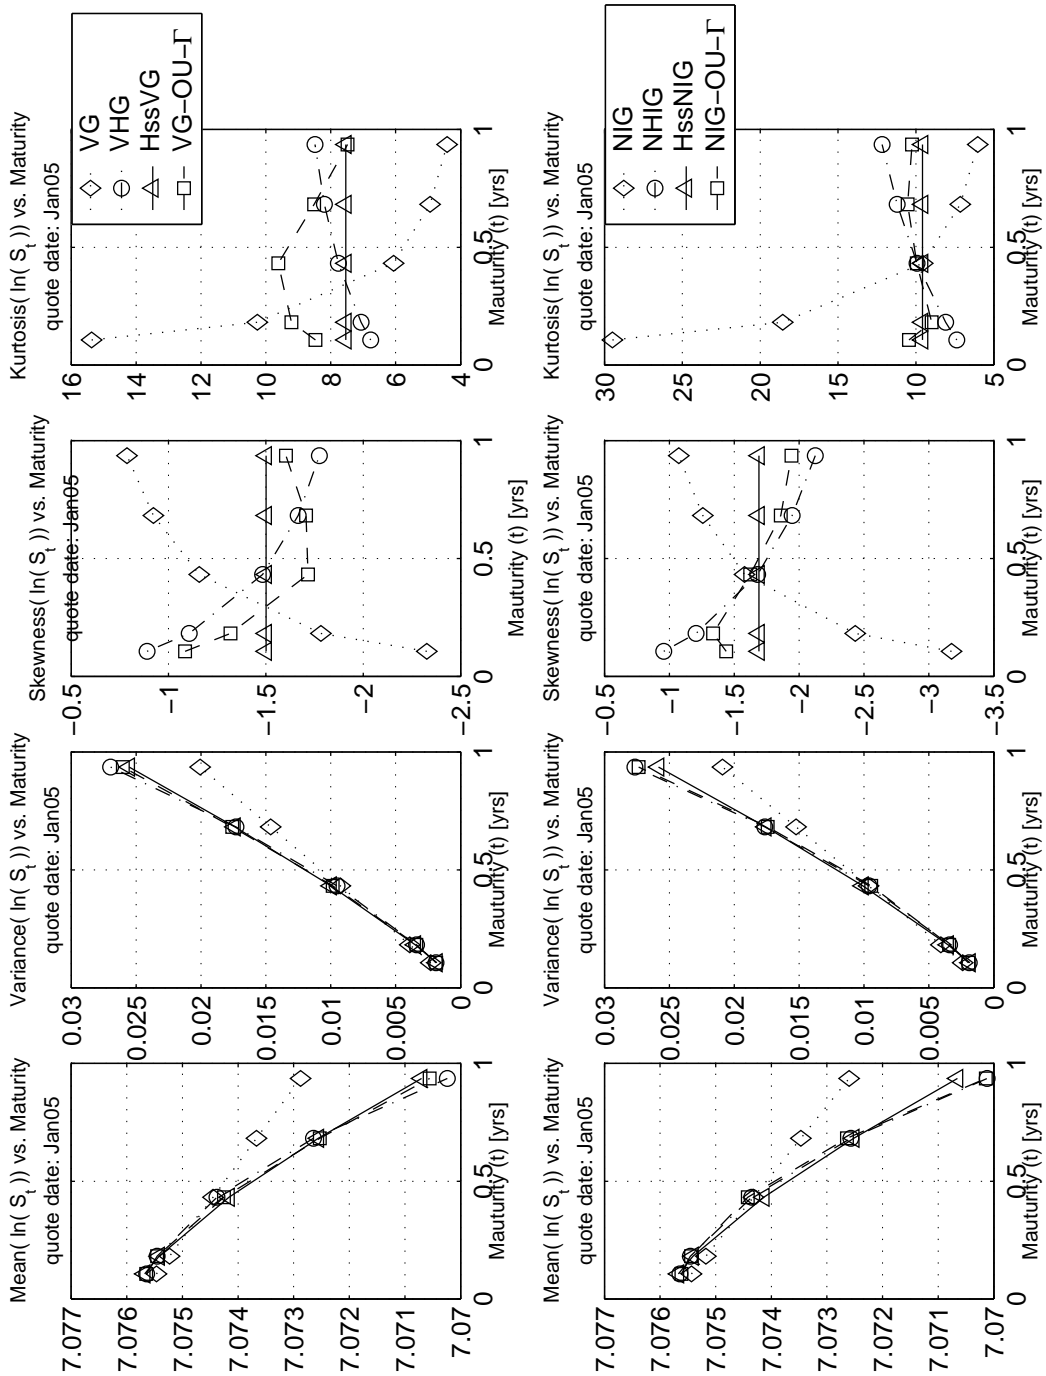 Mean( ln( S_t )) vs. Maturity
quote date: Jan05
7.077
7.076
7.075
7.074
7.073
7.072
7.071
7.07
0 0.5 1
Mauturity (t) [yrs]
Variance( ln( S_t )) vs. Maturity
quote date: Jan05
0.03
0.025
0.02
0.015
0.01
0.005
0
0 0.5 1
Mauturity (t) [yrs]
Skewness( ln( S_t )) vs. Maturity
quote date: Jan05
−0.5
−1
−1.5
−2
−2.5
0 0.5 1
Mauturity (t) [yrs]
Kurtosis( ln( S_t )) vs. Maturity
quote date: Jan05
16
14
12
10
8
6
4
0 0.5 1
Mauturity (t) [yrs]
VG
VHG
HssVG
VG−OU−Γ
Mean( ln( S_t )) vs. Maturity
quote date: Jan05
7.077
7.076
7.075
7.074
7.073
7.072
7.071
7.07
0 0.5 1
Mauturity (t) [yrs]
Variance( ln( S_t )) vs. Maturity
quote date: Jan05
0.03
0.025
0.02
0.015
0.01
0.005
0
0 0.5 1
Mauturity (t) [yrs]
Skewness( ln( S_t )) vs. Maturity
quote date: Jan05
−0.5
−1
−1.5
−2
−2.5
−3
−3.5
0 0.5 1
Mauturity (t) [yrs]
Kurtosis( ln( S_t )) vs. Maturity
quote date: Jan05
30
25
20
15
10
5
0 0.5 1
Mauturity (t) [yrs]
NIG
NHIG
HssNIG
NIG−OU−Γ